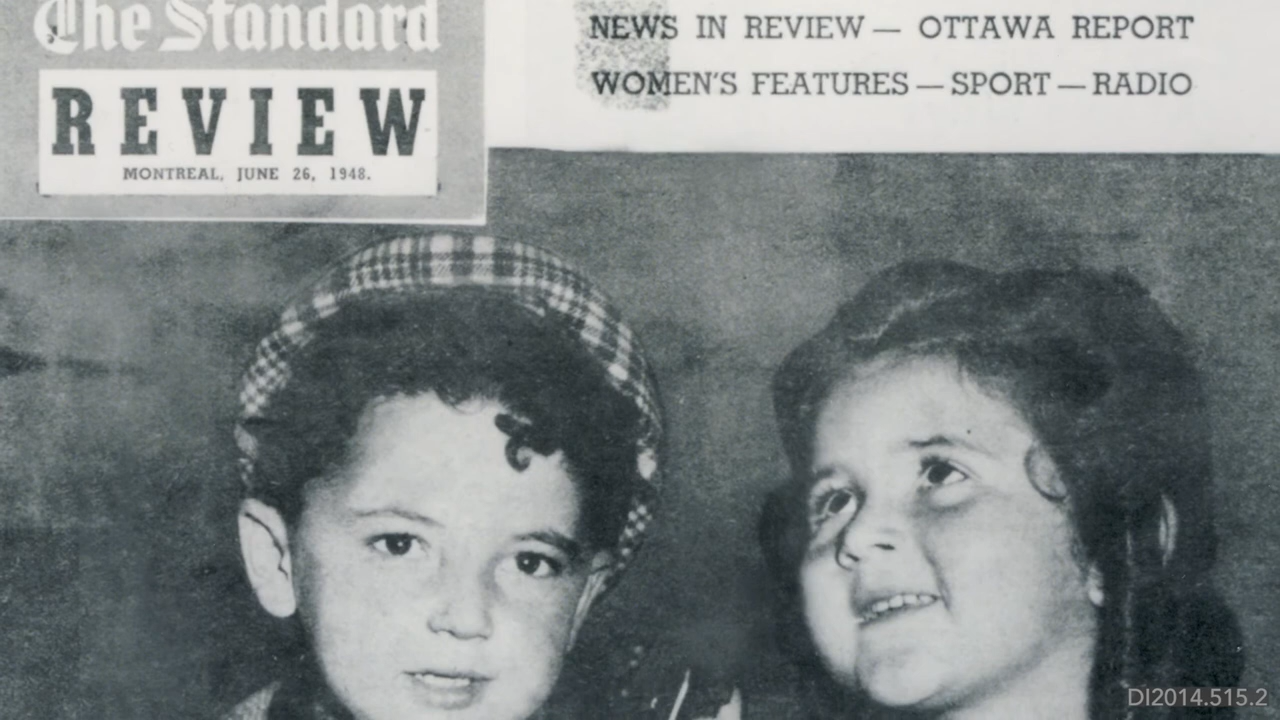 The Standard
REVIEW
MONTREAL, JUNE 26, 1948.
NEWS IN REVIEW — OTTAWA REPORT
WOMEN'S FEATURES — SPORT — RADIO
DI2014.515.2